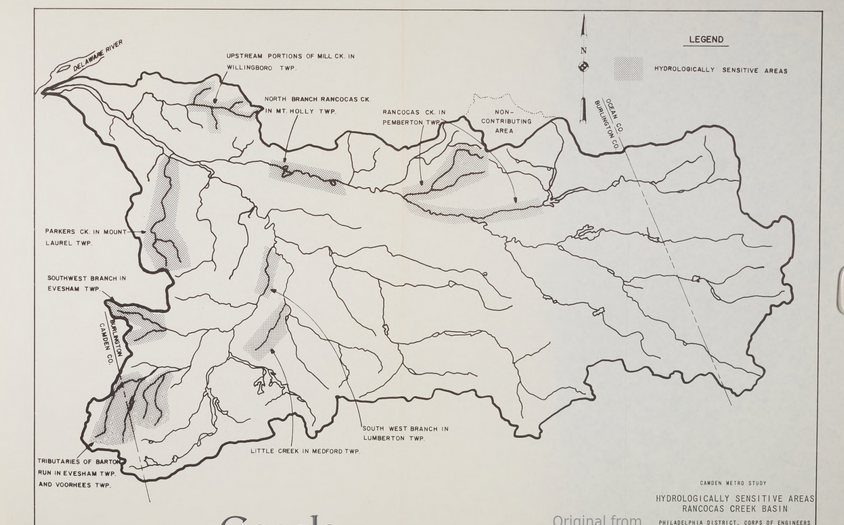 DELAWARE RIVER
UPSTREAM PORTIONS OF MILL CK. IN
WILLINGBORO TWP.
NORTH BRANCH RANCOCAS CK
IN MT. HOLLY TWP.
RANCOCAS CK. IN
PEMBERTON TWP.
NON-
CONTRIBUTING
AREA
N
OCEAN CO.
BURLINGTON CO.
LEGEND
HYDROLOGICALLY SENSITIVE AREAS
PARKERS CK. IN MOUNT
LAUREL TWP.
SOUTHWEST BRANCH IN
EVESHAM TWP.
BURLINGTON
CAMDEN CO.
TRIBUTARIES OF BARTON
RUN IN EVESHAM TWP.
AND VOORHEES TWP.
LITTLE CREEK IN MEDFORD TWP.
SOUTH WEST BRANCH IN
LUMBERTON TWP.
CAMDEN METRO STUDY
HYDROLOGICALLY SENSITIVE AREAS
RANCOCAS CREEK BASIN
PHILADELPHIA DISTRICT, CORPS OF ENGINEERS
Original from